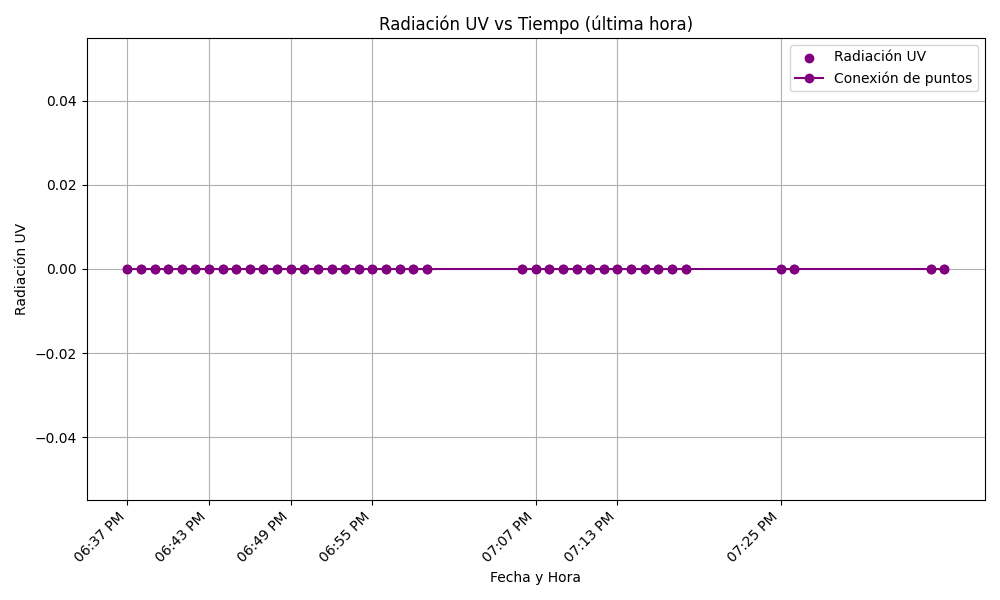 Radiación UV vs Tiempo (última hora)
Radiación UV
Conexión de puntos
0.04
0.02
0.00
−0.02
−0.04
Radiación UV
06:37 PM
06:43 PM
06:49 PM
06:55 PM
07:07 PM
07:13 PM
07:25 PM
Fecha y Hora